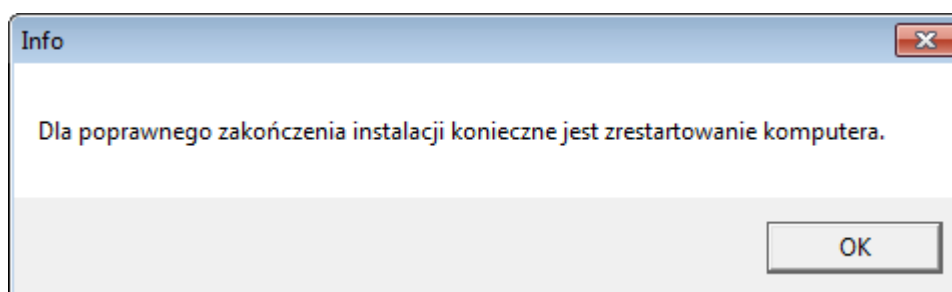 Info
Dla poprawnego zakończenia instalacji konieczne jest zrestartowanie komputera.
OK